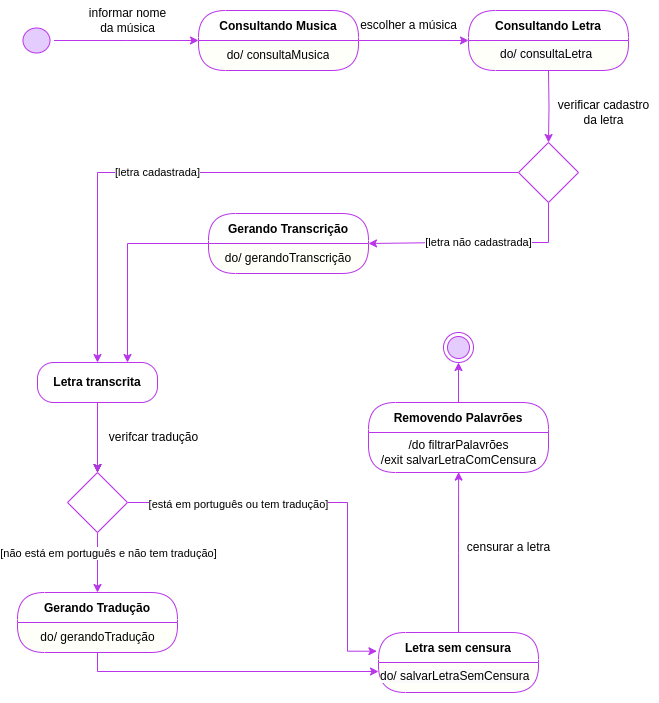 informar nome
da música
Consultando Musica
do/ consultaMusica
escolher a música
Consultando Letra
do/ consultaLetra
verificar cadastro
da letra
[letra cadastrada]
[letra não cadastrada]
Gerando Transcrição
do/ gerandoTranscrição
Letra transcrita
verifcar tradução
Removendo Palavrões
/do filtrarPalavrões
/exit salvarLetraComCensura
[está em português ou tem tradução]
[não está em português e não tem tradução]
censurar a letra
Gerando Tradução
do/ gerandoTradução
Letra sem censura
do/ salvarLetraSemCensura